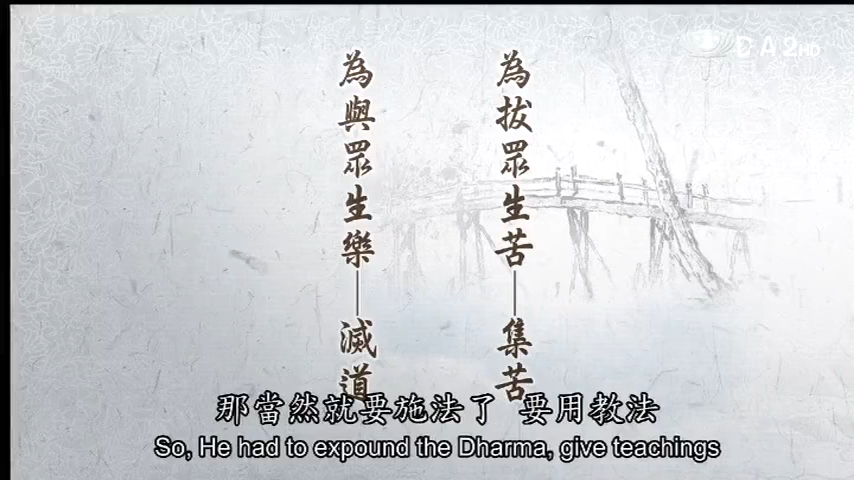 DA2HD
為拔眾生苦—集苦
為與眾生樂—滅道
那當然就要施法了 要用教法
So, He had to expound the Dharma, give teachings